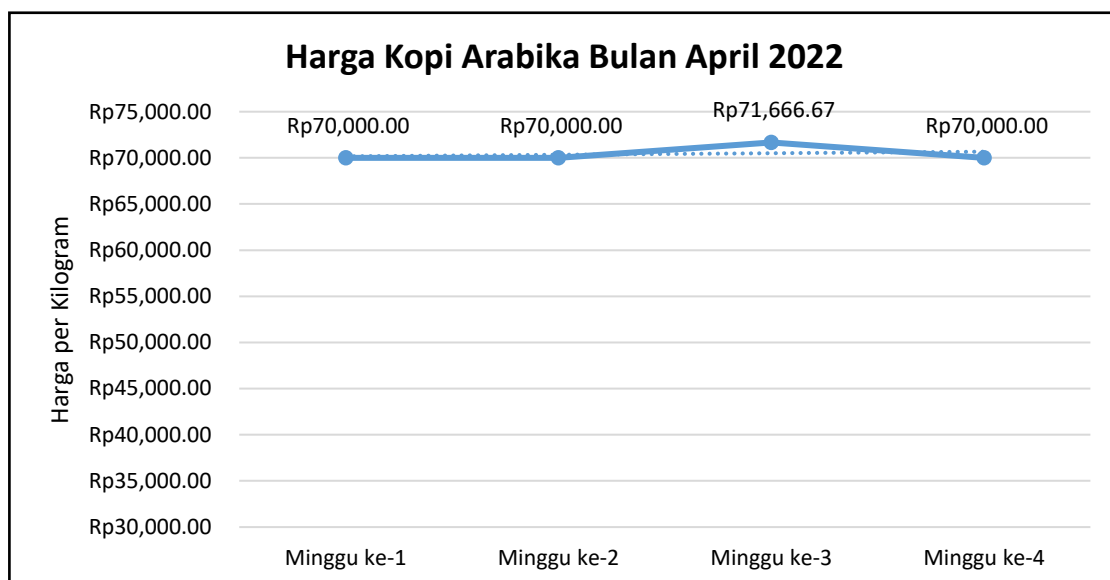 Harga Kopi Arabika Bulan April 2022
Rp75,000.00
Rp70,000.00
Rp65,000.00
Rp60,000.00
Rp55,000.00
Rp50,000.00
Rp45,000.00
Rp40,000.00
Rp35,000.00
Rp30,000.00
Harga per Kilogram
Rp70,000.00
Rp70,000.00
Rp71,666.67
Rp70,000.00
Minggu ke-1
Minggu ke-2
Minggu ke-3
Minggu ke-4